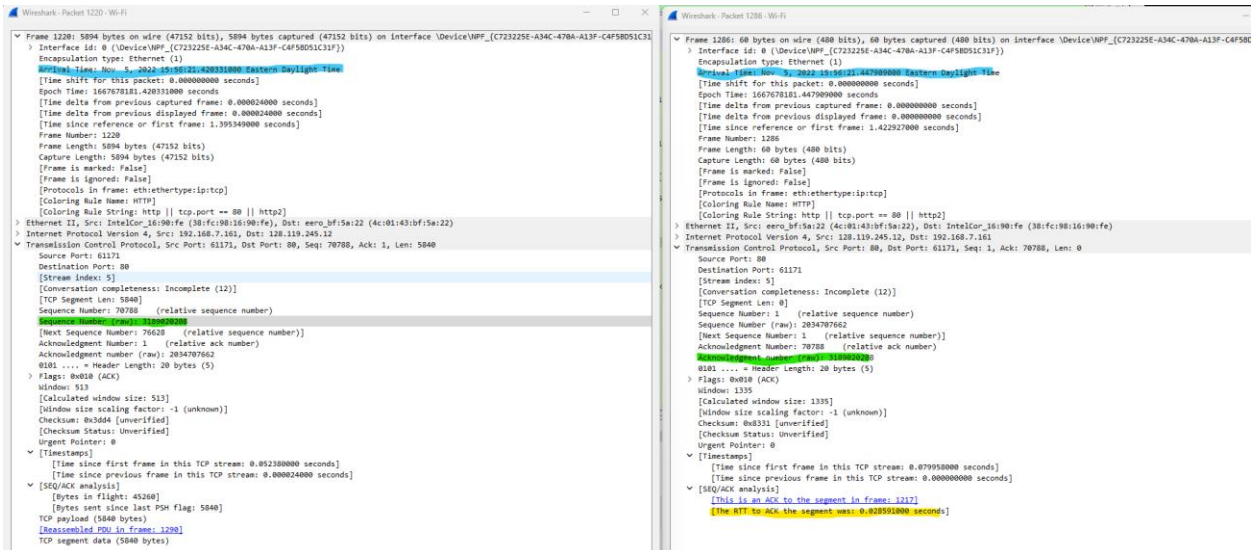 Wireshark · Packet 1220 · Wi-Fi
Frame 1220: 5894 bytes on wire (47152 bits), 5894 bytes captured (47152 bits) on interface \Device\NPF_{C723225E-A34C-470A-A13F-C4F5BD51C31
Interface id: 0 (\Device\NPF_{C723225E-A34C-470A-A13F-C4F5BD51C31F})
Encapsulation type: Ethernet (1)
Arrival Time: Nov 5, 2022 15:56:21.420331000 Eastern Daylight Time
[Time shift for this packet: 0.000000000 seconds]
Epoch Time: 1667678181.420331000 seconds
[Time delta from previous captured frame: 0.000024000 seconds]
[Time delta from previous displayed frame: 0.000024000 seconds]
[Time since reference or first frame: 1.395349000 seconds]
Frame Number: 1220
Frame Length: 5894 bytes (47152 bits)
Capture Length: 5894 bytes (47152 bits)
[Frame is marked: False]
[Frame is ignored: False]
[Protocols in frame: eth:ethertype:ip:tcp]
[Coloring Rule Name: HTTP]
[Coloring Rule String: http || tcp.port == 80 || http2]
Ethernet II, Src: IntelCor_16:90:fe (38:fc:98:16:90:fe), Dst: eero_bf:5a:22 (4c:01:43:bf:5a:22)
Internet Protocol Version 4, Src: 192.168.7.161, Dst: 128.119.245.12
Transmission Control Protocol, Src Port: 61171, Dst Port: 80, Seq: 70788, Ack: 1, Len: 5840
Source Port: 61171
Destination Port: 80
[Stream index: 5]
[Conversation completeness: Incomplete (12)]
[TCP Segment Len: 5840]
Sequence Number: 70788 (relative sequence number)
Sequence Number (raw): 3189020208
[Next Sequence Number: 76628 (relative sequence number)]
Acknowledgment Number: 1 (relative ack number)
Acknowledgment number (raw): 2034707662
0101 .... = Header Length: 20 bytes (5)
Flags: 0x010 (ACK)
Window: 513
[Calculated window size: 513]
[Window size scaling factor: -1 (unknown)]
Checksum: 0x3dd4 [unverified]
[Checksum Status: Unverified]
Urgent Pointer: 0
[Timestamps]
[Time since first frame in this TCP stream: 0.052380000 seconds]
[Time since previous frame in this TCP stream: 0.000024000 seconds]
[SEQ/ACK analysis]
[Bytes in flight: 45260]
[Bytes sent since last PSH flag: 5840]
TCP payload (5840 bytes)
[Reassembled PDU in frame: 1290]
TCP segment data (5840 bytes)
Wireshark · Packet 1286 · Wi-Fi
Frame 1286: 60 bytes on wire (480 bits), 60 bytes captured (480 bits) on interface \Device\NPF_{C723225E-A34C-470A-A13F-C4F5BD
Interface id: 0 (\Device\NPF_{C723225E-A34C-470A-A13F-C4F5BD51C31F})
Encapsulation type: Ethernet (1)
Arrival Time: Nov 5, 2022 15:56:21.447909000 Eastern Daylight Time
[Time shift for this packet: 0.000000000 seconds]
Epoch Time: 1667678181.447909000 seconds
[Time delta from previous captured frame: 0.000000000 seconds]
[Time delta from previous displayed frame: 0.000000000 seconds]
[Time since reference or first frame: 1.422927000 seconds]
Frame Number: 1286
Frame Length: 60 bytes (480 bits)
Capture Length: 60 bytes (480 bits)
[Frame is marked: False]
[Frame is ignored: False]
[Protocols in frame: eth:ethertype:ip:tcp]
[Coloring Rule Name: HTTP]
[Coloring Rule String: http || tcp.port == 80 || http2]
Ethernet II, Src: eero_bf:5a:22 (4c:01:43:bf:5a:22), Dst: IntelCor_16:90:fe (38:fc:98:16:90:fe)
Internet Protocol Version 4, Src: 128.119.245.12, Dst: 192.168.7.161
Transmission Control Protocol, Src Port: 80, Dst Port: 61171, Seq: 1, Ack: 70788, Len: 0
Source Port: 80
Destination Port: 61171
[Stream index: 5]
[Conversation completeness: Incomplete (12)]
[TCP Segment Len: 0]
Sequence Number: 1 (relative sequence number)
Sequence Number (raw): 2034707662
[Next Sequence Number: 1 (relative sequence number)]
Acknowledgment Number: 70788 (relative ack number)
Acknowledgment number (raw): 3189020208
0101 .... = Header Length: 20 bytes (5)
Flags: 0x010 (ACK)
Window: 1335
[Calculated window size: 1335]
[Window size scaling factor: -1 (unknown)]
Checksum: 0x8331 [unverified]
[Checksum Status: Unverified]
Urgent Pointer: 0
[Timestamps]
[Time since first frame in this TCP stream: 0.079958000 seconds]
[Time since previous frame in this TCP stream: 0.000000000 seconds]
[SEQ/ACK analysis]
[This is an ACK to the segment in frame: 1217]
[The RTT to ACK the segment was: 0.028591000 seconds]